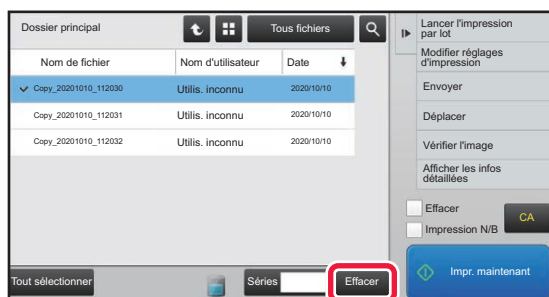 Dossier principal
Tous fichiers
Nom de fichier Nom d'utilisateur Date
Copy_20201010_112030 Utilis. inconnu 2020/10/10
Copy_20201010_112031 Utilis. inconnu 2020/10/10
Copy_20201010_112032 Utilis. inconnu 2020/10/10
Tout sélectionner
Séries
Effacer
Lancer l'impression
par lot
Modifier réglages
d'impression
Envoyer
Déplacer
Vérifier l'image
Afficher les infos
détaillées
Effacer
Impression N/B
CA
Impr. maintenant